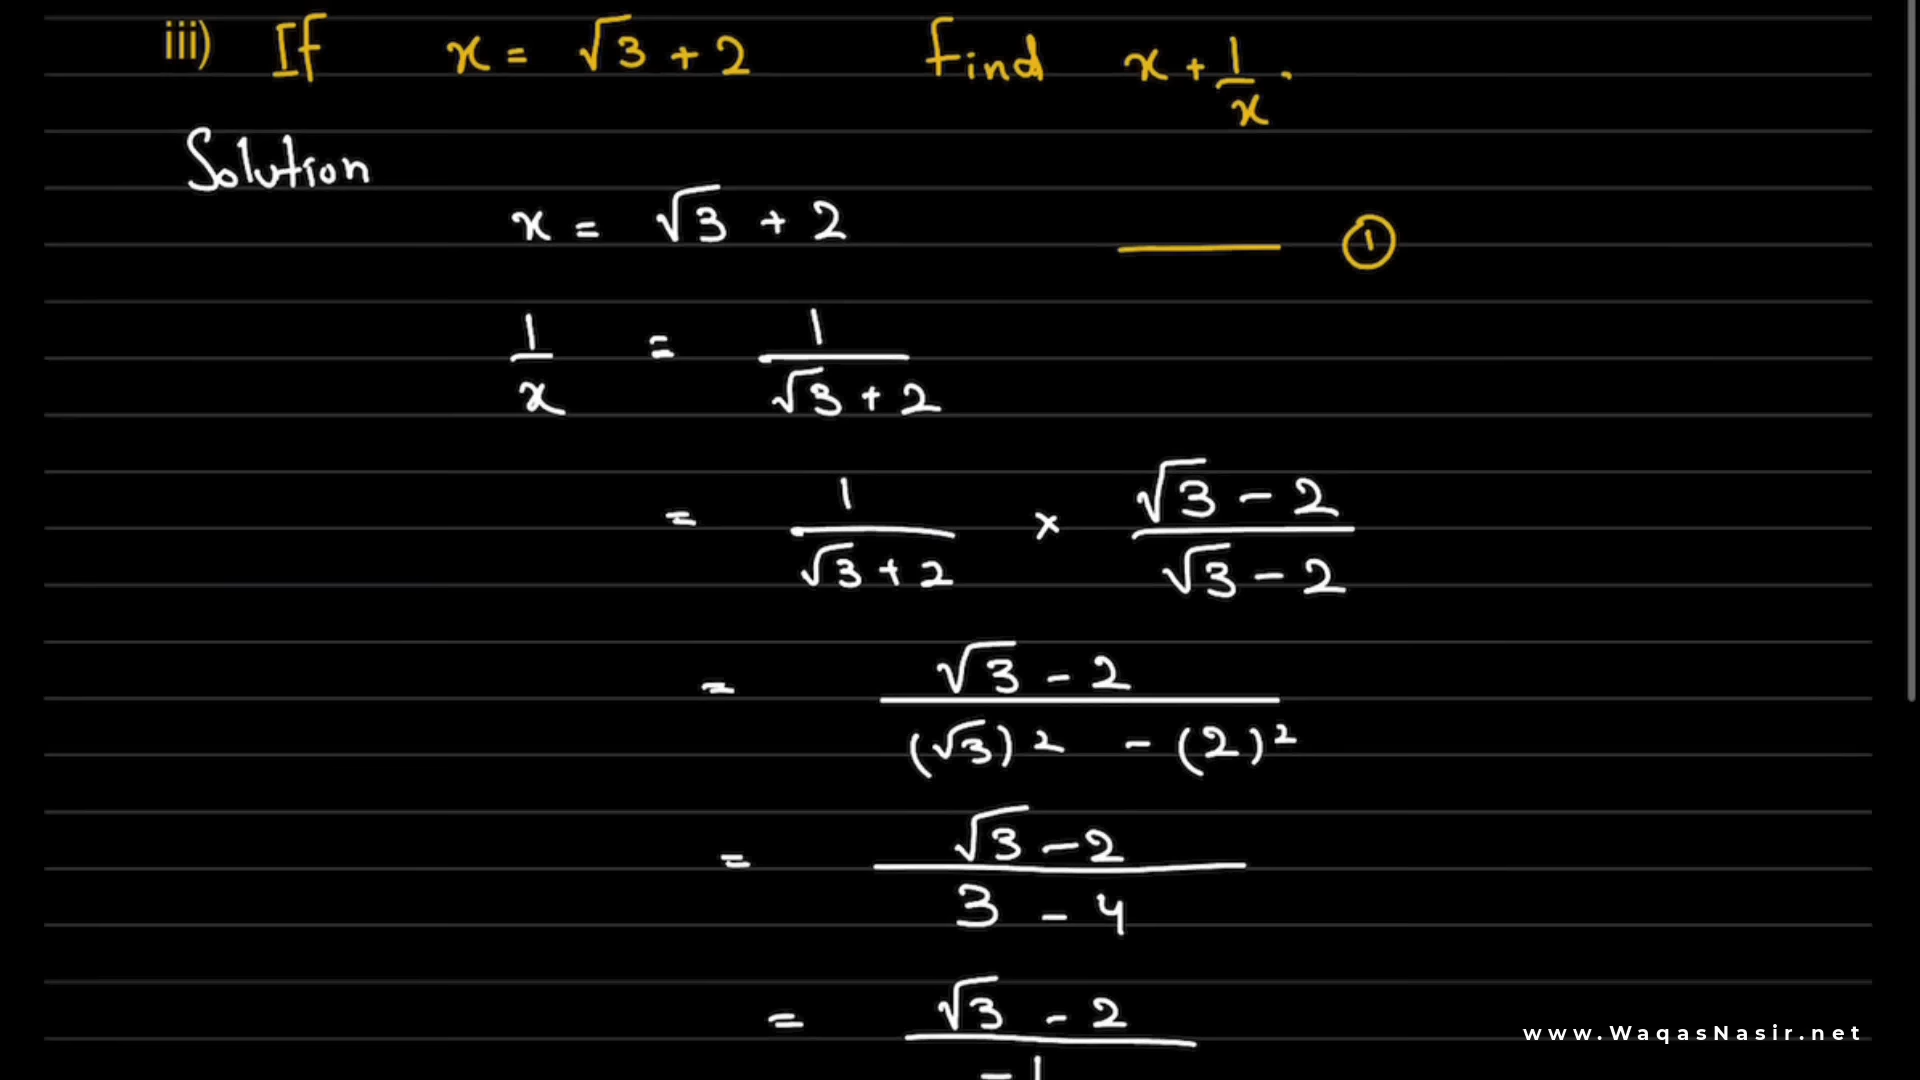 iii) If x = √3 + 2 Find x + 1/x.
Solution
x = √3 + 2 —— ①
1/x = 1/(√3 + 2)
= 1/(√3 + 2) × (√3 - 2)/(√3 - 2)
= (√3 - 2)/((√3)² - (2)²)
= (√3 - 2)/(3 - 4)
= (√3 - 2)/-1
www.WaqasNasir.net